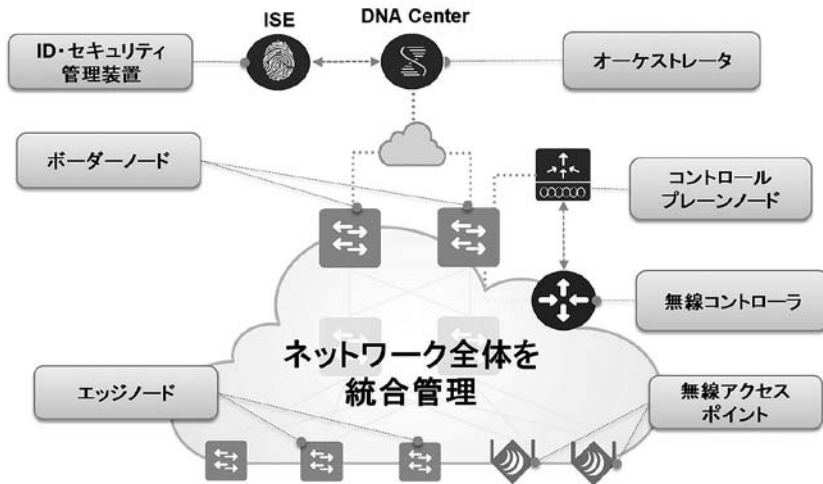 ISE
DNA Center
ID・セキュリティ
管理装置
オーケストレータ
ボーダーノード
コントロール
プレーンノード
無線コントローラ
ネットワーク全体を
統合管理
エッジノード
無線アクセス
ポイント